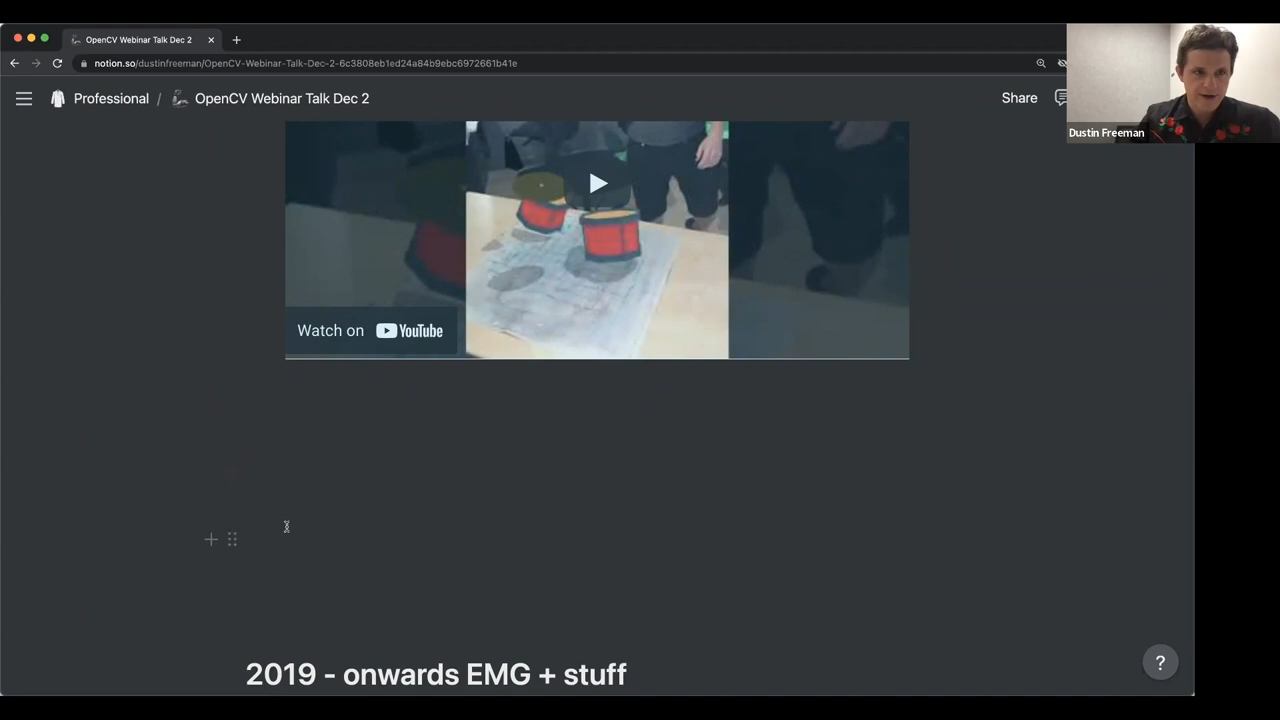 OpenCV Webinar Talk Dec 2
notion.so/dustinfreeman/OpenCV-Webinar-Talk-Dec-2-6c3808eb1ed24a84b9ebc6972661b41e
Professional / OpenCV Webinar Talk Dec 2
Share
Dustin Freeman
Watch on YouTube
2019 - onwards EMG + stuff
?